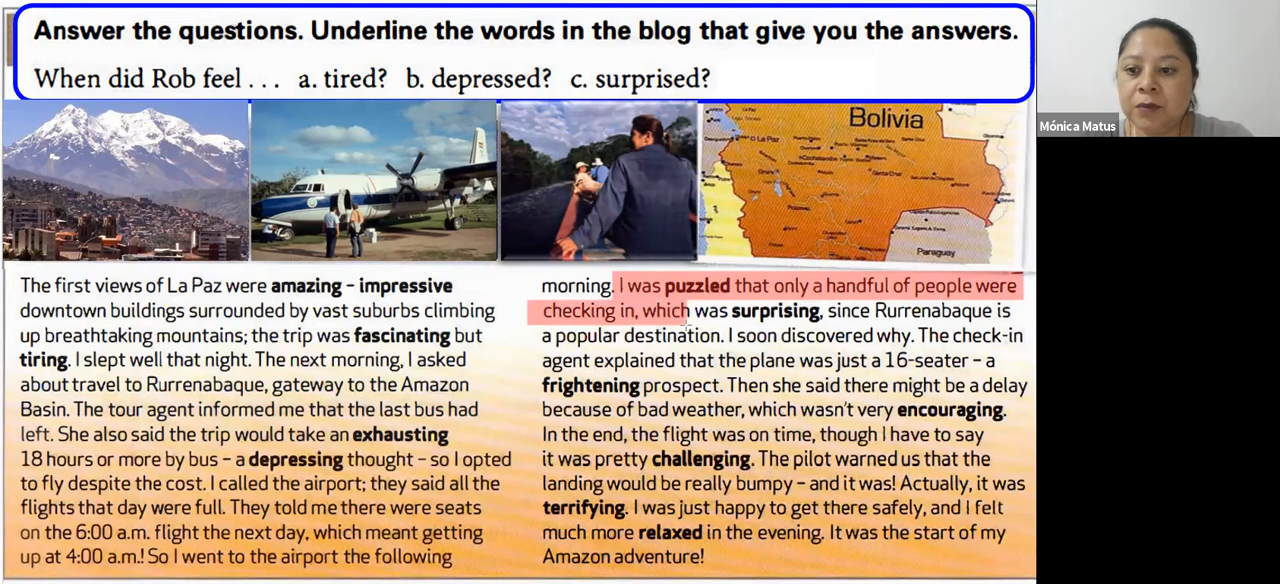 Answer the questions. Underline the words in the blog that give you the answers.
When did Rob feel . . . a. tired? b. depressed? c. surprised?
Mónica Matus
Bolivia
La Paz
Paraguay
The first views of La Paz were amazing – impressive
downtown buildings surrounded by vast suburbs climbing
up breathtaking mountains; the trip was fascinating but
tiring. I slept well that night. The next morning, I asked
about travel to Rurrenabaque, gateway to the Amazon
Basin. The tour agent informed me that the last bus had
left. She also said the trip would take an exhausting
18 hours or more by bus – a depressing thought – so I opted
to fly despite the cost. I called the airport; they said all the
flights that day were full. They told me there were seats
on the 6:00 a.m. flight the next day, which meant getting
up at 4:00 a.m.! So I went to the airport the following
morning. I was puzzled that only a handful of people were
checking in, which was surprising, since Rurrenabaque is
a popular destination. I soon discovered why. The check-in
agent explained that the plane was just a 16-seater – a
frightening prospect. Then she said there might be a delay
because of bad weather, which wasn't very encouraging.
In the end, the flight was on time, though I have to say
it was pretty challenging. The pilot warned us that the
landing would be really bumpy – and it was! Actually, it was
terrifying. I was just happy to get there safely, and I felt
much more relaxed in the evening. It was the start of my
Amazon adventure!